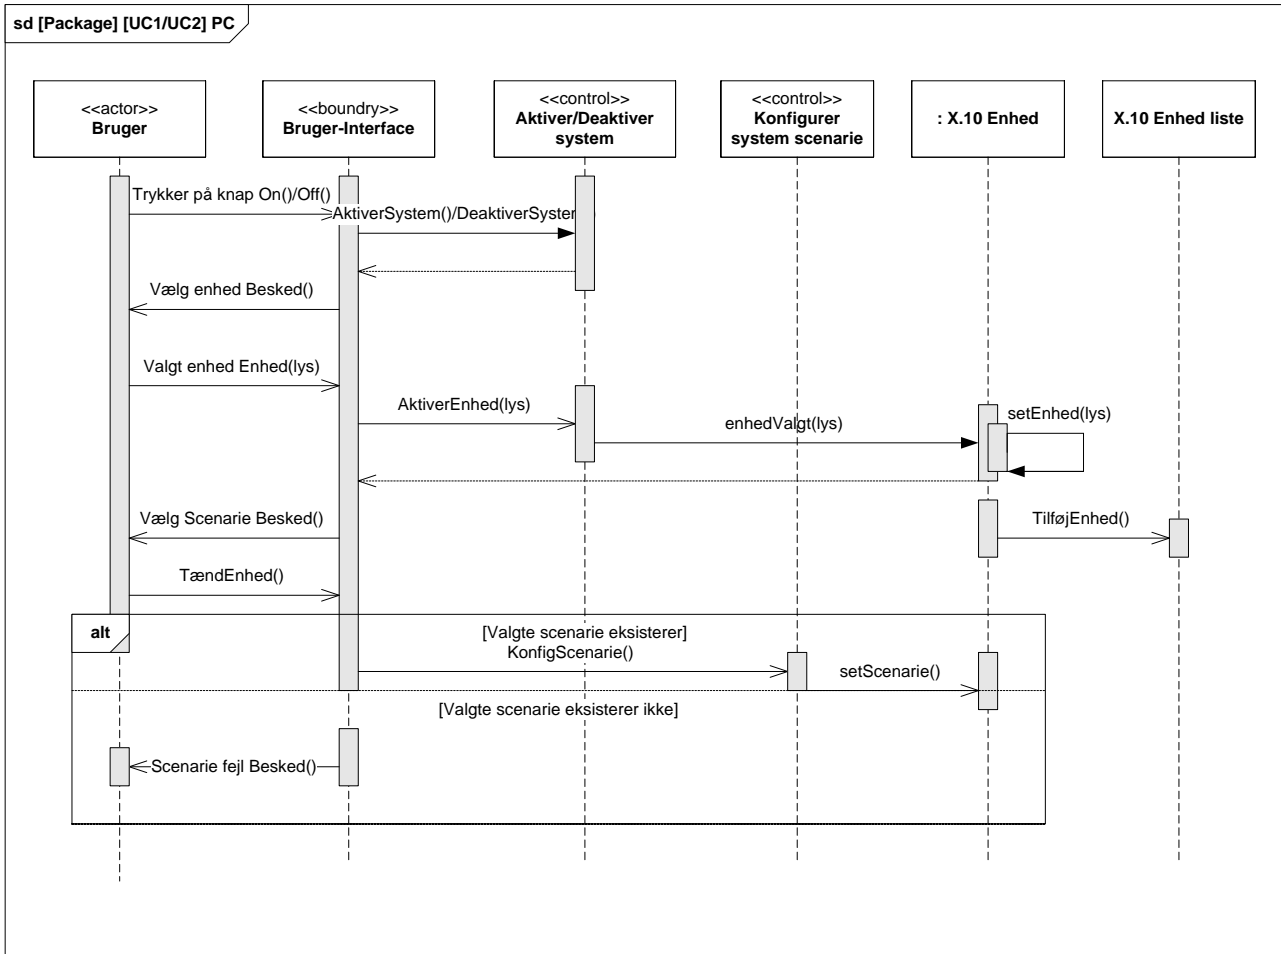 sd [Package] [UC1/UC2] PC
<<actor>>
Bruger
<<boundry>>
Bruger-Interface
<<control>>
Aktiver/Deaktiver
system
<<control>>
Konfigurer
system scenarie
: X.10 Enhed
X.10 Enhed liste
Trykker på knap On()/Off()
AktiverSystem()/DeaktiverSystem()
Vælg enhed Besked()
Valgt enhed Enhed(lys)
AktiverEnhed(lys)
enhedValgt(lys)
setEnhed(lys)
Vælg Scenarie Besked()
TilføjEnhed()
TændEnhed()
alt
[Valgte scenarie eksisterer]
KonfigScenarie()
setScenarie()
[Valgte scenarie eksisterer ikke]
Scenarie fejl Besked()